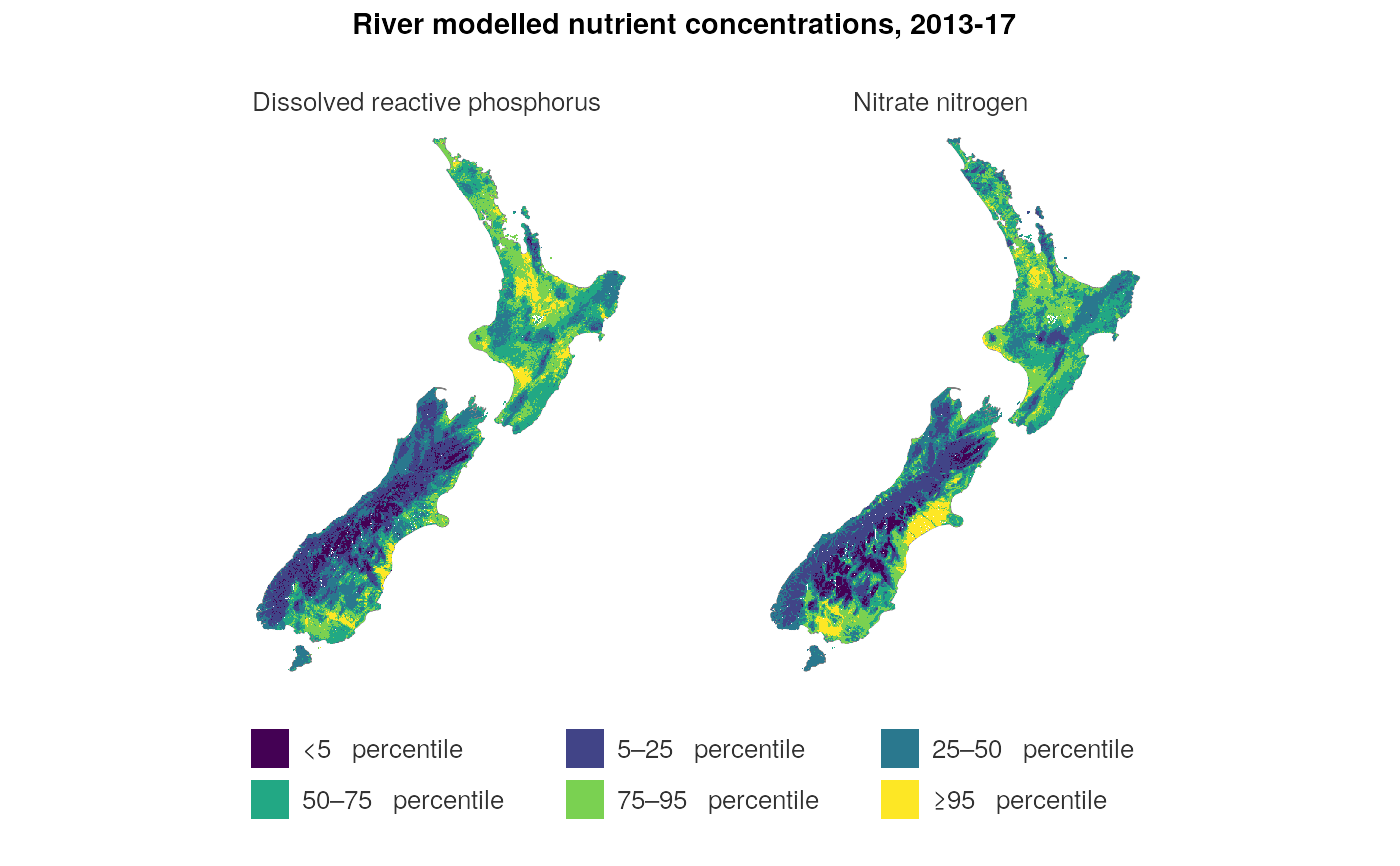 River modelled nutrient concentrations, 2013-17
Dissolved reactive phosphorus
Nitrate nitrogen
<5 percentile
5–25 percentile
25–50 percentile
50–75 percentile
75–95 percentile
≥95 percentile